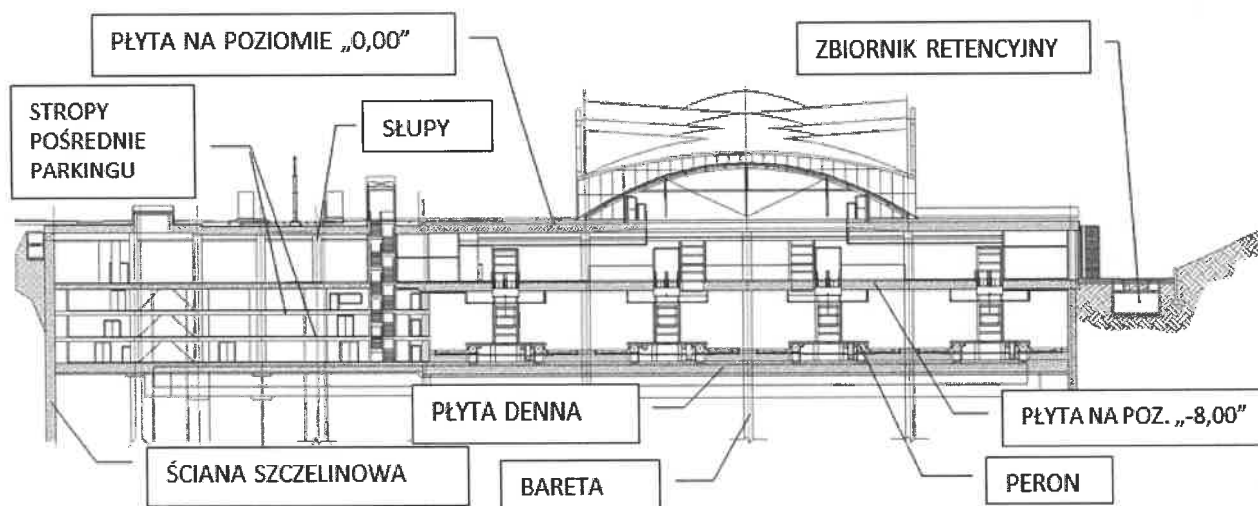 PŁYTA NA POZIOMIE „0,00”
ZBIORNIK RETENCYJNY
STROPY
POŚREDNIE
PARKINGU
SŁUPY
PŁYTA DENNA
PŁYTA NA POZ. „-8,00”
ŚCIANA SZCZELINOWA
BARETA
PERON